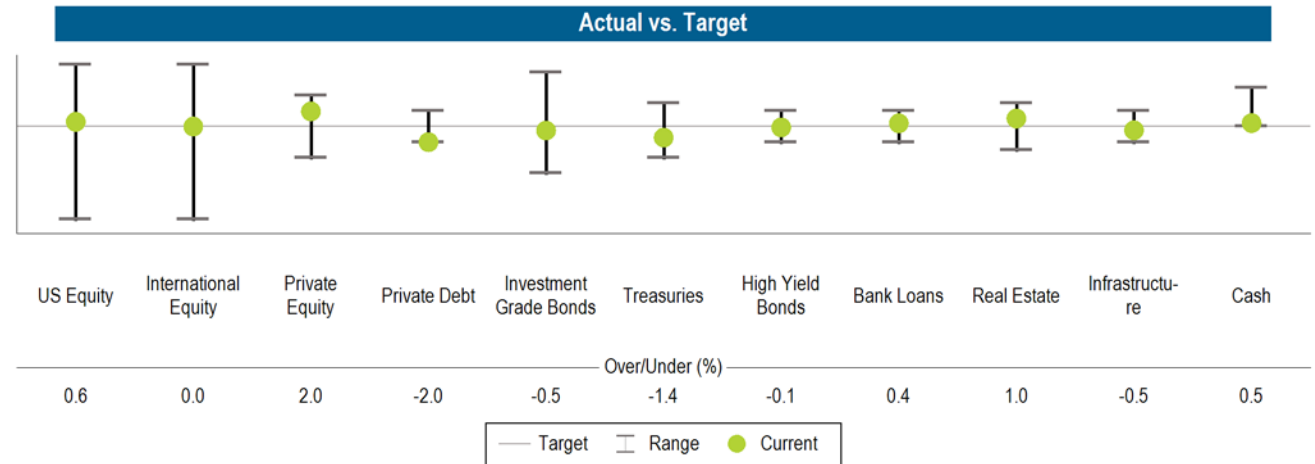 Actual vs. Target
US Equity
International
Equity
Private
Equity
Private Debt
Investment
Grade Bonds
Treasuries
High Yield
Bonds
Bank Loans
Real Estate
Infrastructu-
re
Cash
Over/Under (%)
0.6 0.0 2.0 -2.0 -0.5 -1.4 -0.1 0.4 1.0 -0.5 0.5
Target Range Current